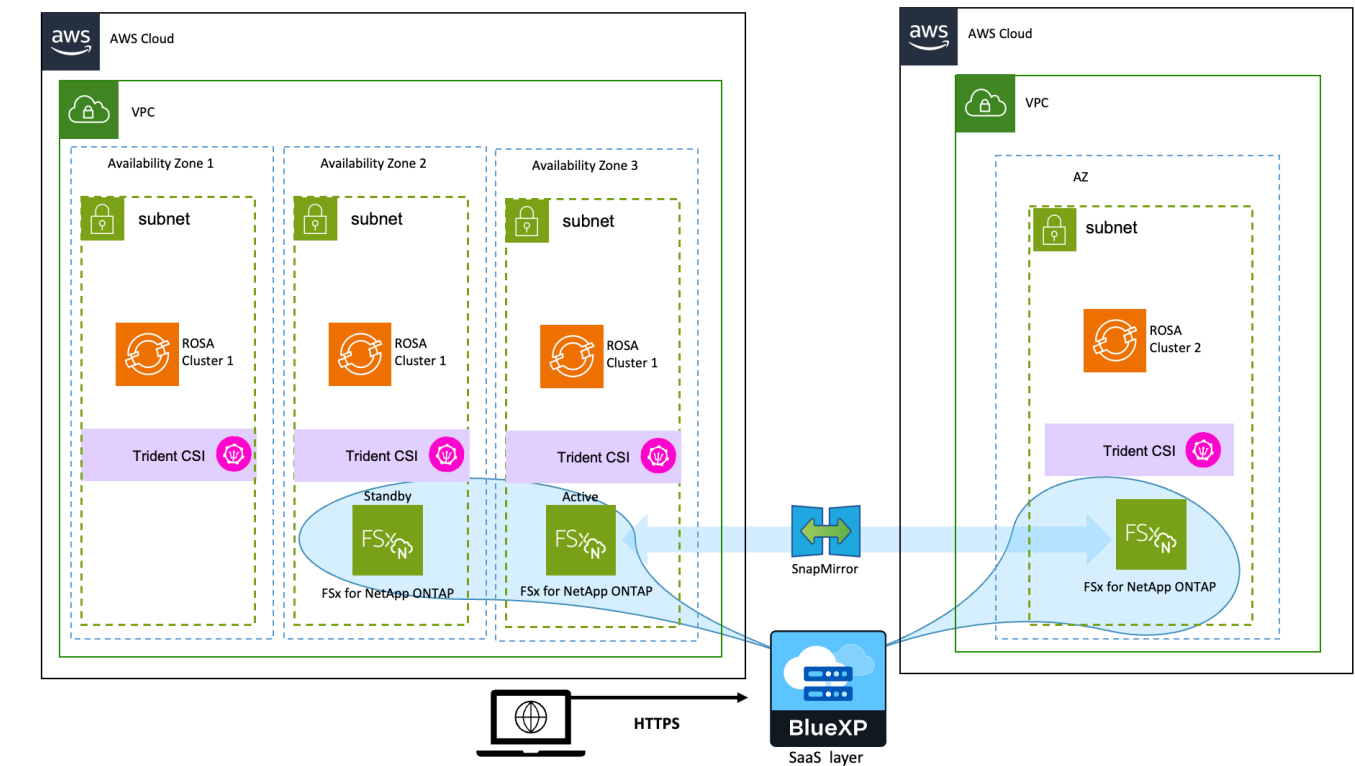 aws
AWS Cloud
VPC
Availability Zone 1
subnet
ROSA
Cluster 1
Trident CSI
Availability Zone 2
subnet
ROSA
Cluster 1
Trident CSI
Standby
FSx
N
FSx for NetApp ONTAP
Availability Zone 3
subnet
ROSA
Cluster 1
Trident CSI
Active
FSx
N
FSx for NetApp ONTAP
SnapMirror
aws
AWS Cloud
VPC
AZ
subnet
ROSA
Cluster 2
Trident CSI
FSx
N
FSx for NetApp ONTAP
HTTPS
BlueXP
SaaS layer